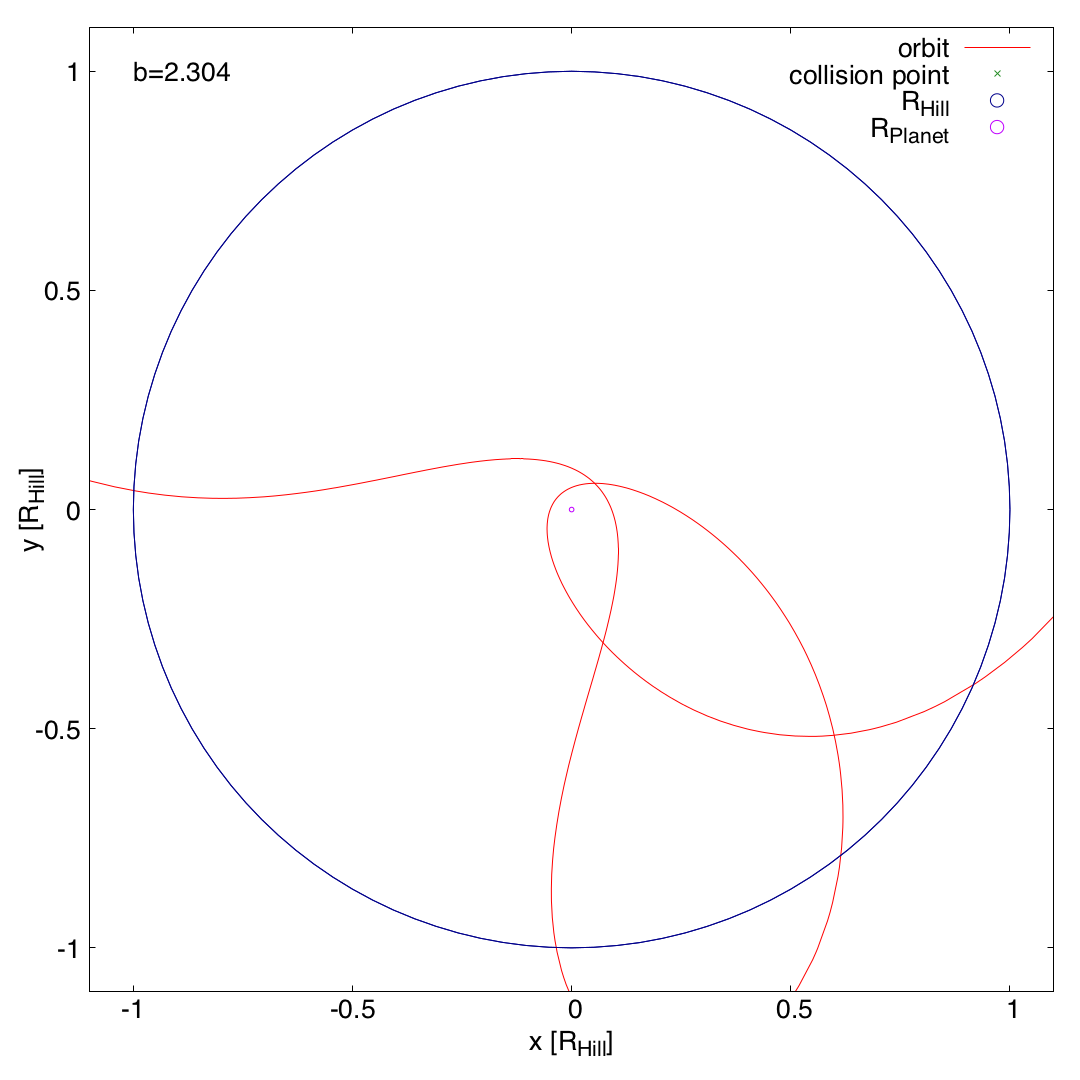 b=2.304
orbit
collision point
R_Hill
R_Planet
1
0.5
0
-0.5
-1
y [R_Hill]
-1 -0.5 0 0.5 1
x [R_Hill]